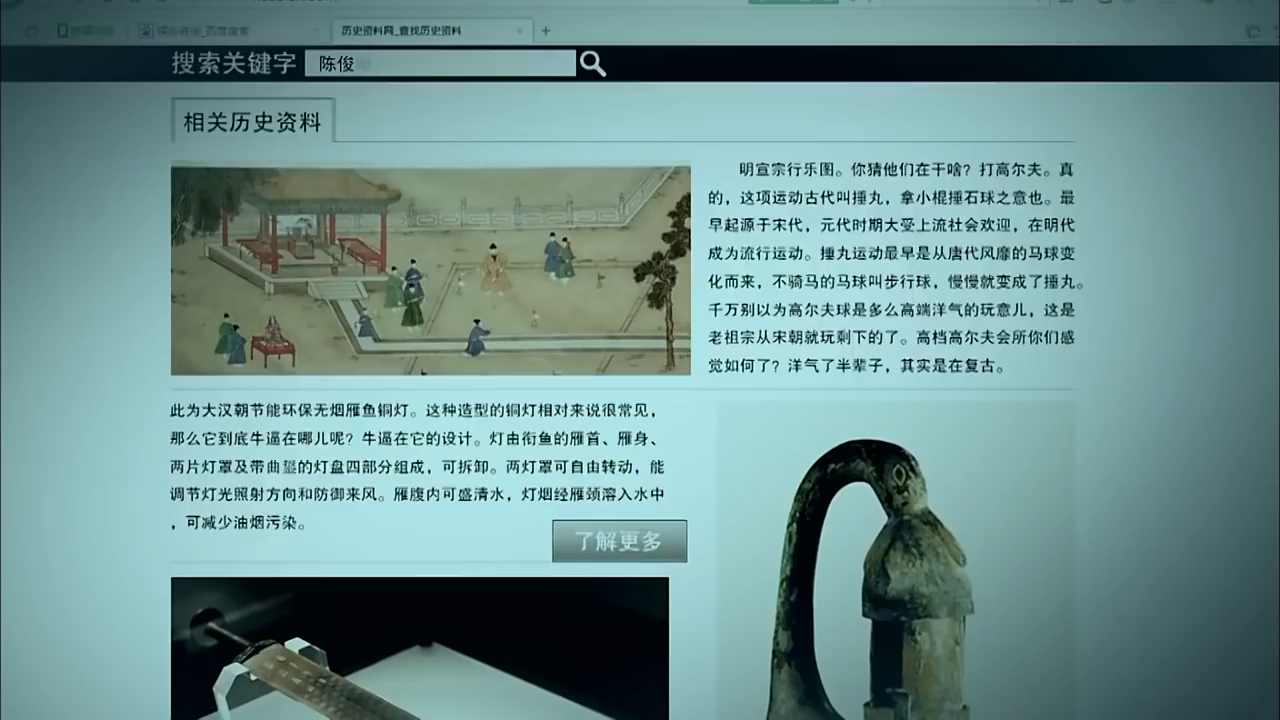 历史资料网_查找历史资料
搜索关键字
陈俊
相关历史资料
明宣宗行乐图。你猜他们在干啥？打高尔夫。真
的，这项运动古代叫捶丸，拿小棍捶石球之意也。最
早起源于宋代，元代时期大受上流社会欢迎，在明代
成为流行运动。捶丸运动最早是从唐代风靡的马球变
化而来，不骑马的马球叫步行球，慢慢就变成了捶丸。
千万别以为高尔夫球是多么高端洋气的玩意儿，这是
老祖宗从宋朝就玩剩下的了。高档高尔夫会所你们感
觉如何了？洋气了半辈子，其实是在复古。
此为大汉朝节能环保无烟雁鱼铜灯。这种造型的铜灯相对来说很常见，
那么它到底牛逼在哪儿呢？牛逼在它的设计。灯由衔鱼的雁首、雁身、
两片灯罩及带曲鋬的灯盘四部分组成，可拆卸。两灯罩可自由转动，能
调节灯光照射方向和防御来风。雁腹内可盛清水，灯烟经雁颈溶入水中
，可减少油烟污染。
了解更多